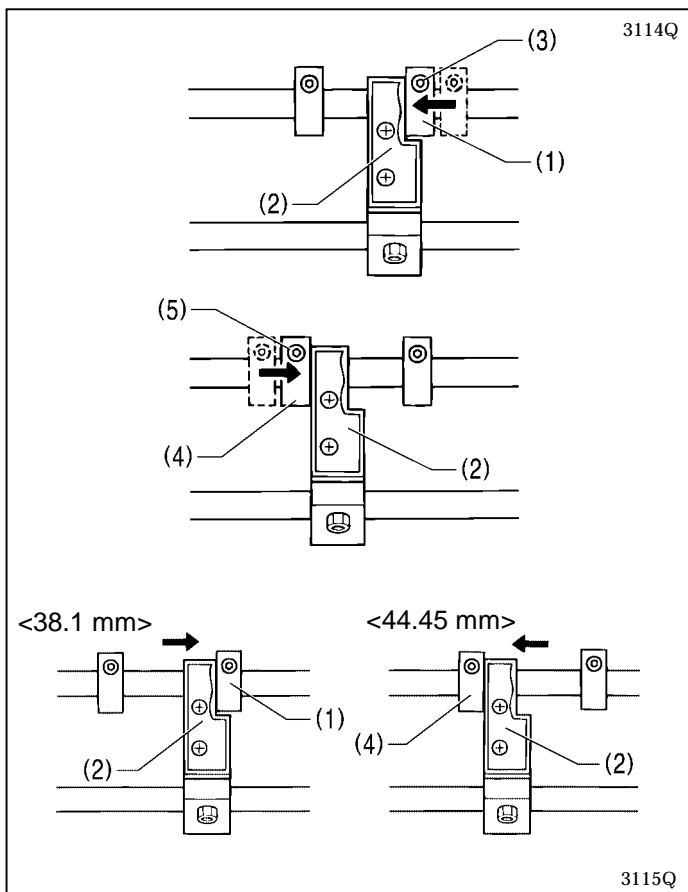 3114Q
(3)
(1)
(2)
(5)
(4)
(2)
<38.1 mm>
<44.45 mm>
(1)
(2)
(4)
(2)
3115Q